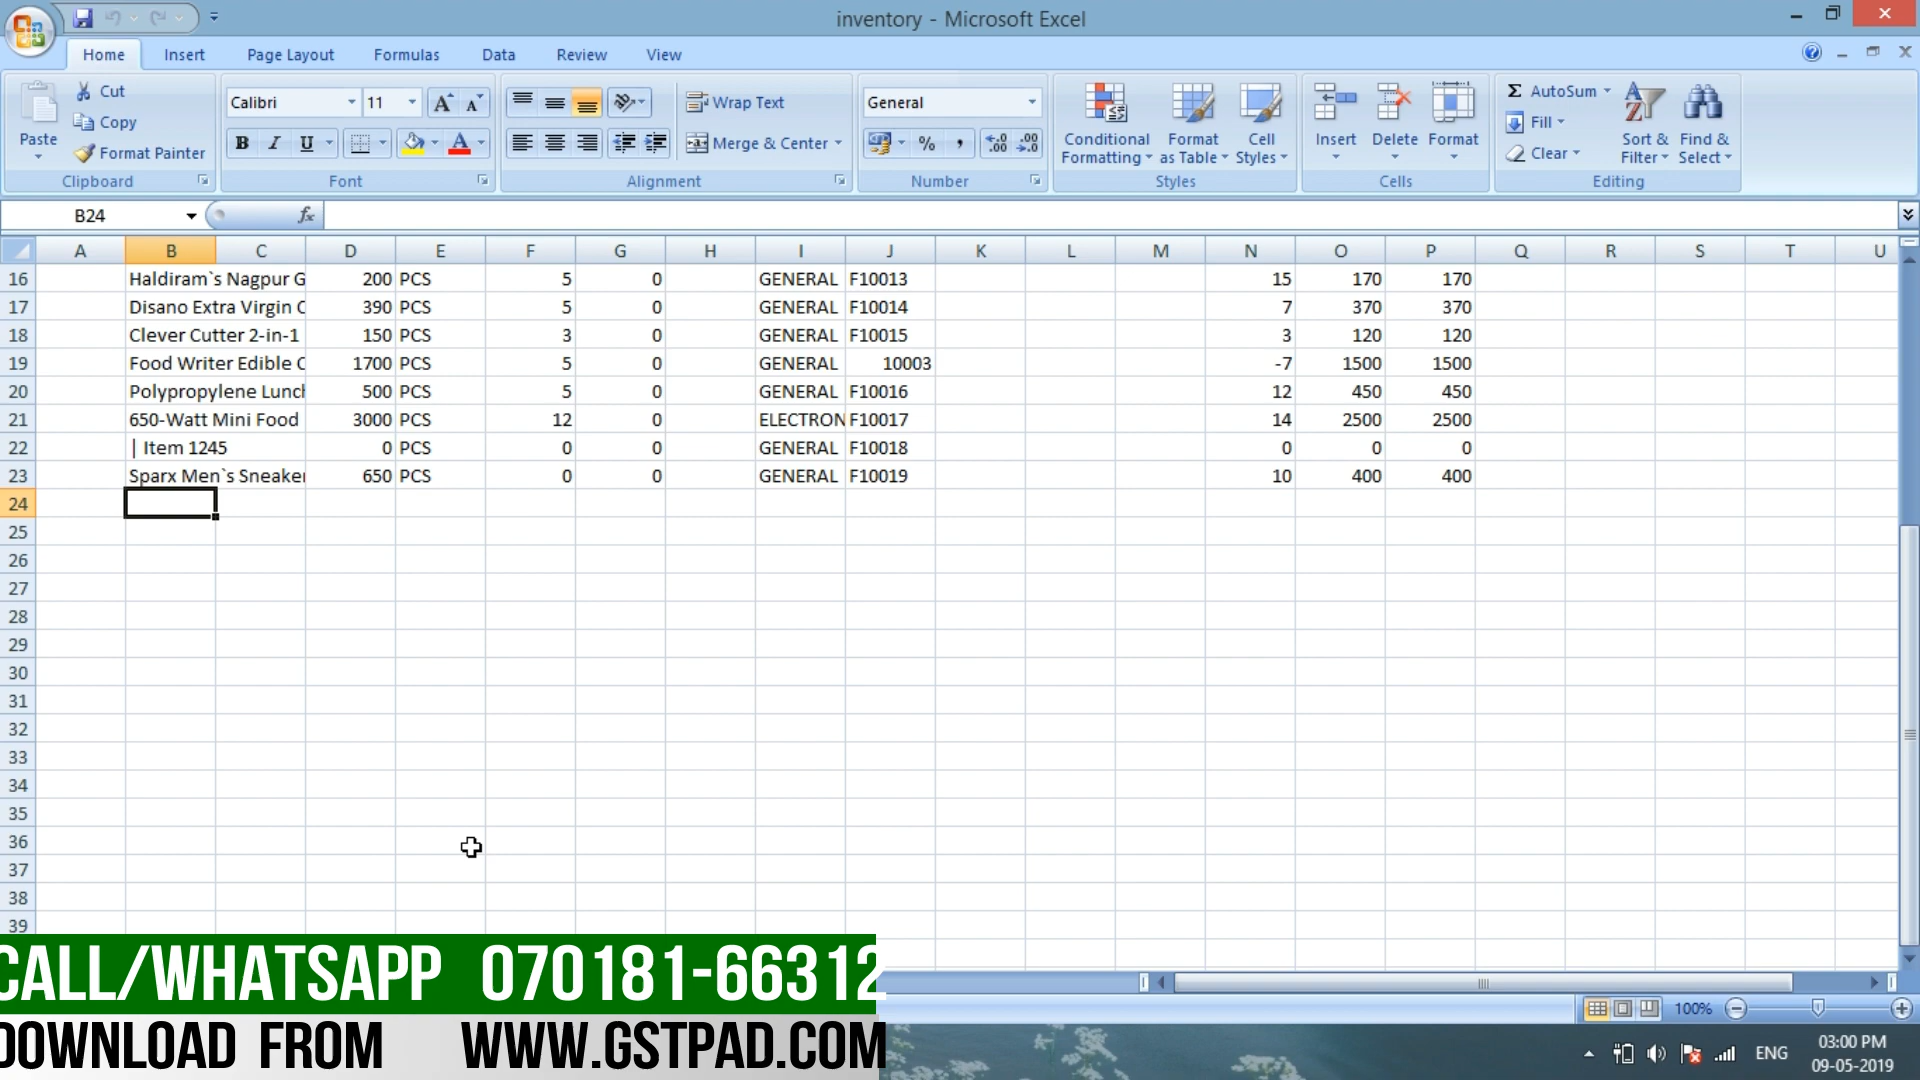 inventory - Microsoft Excel
Home Insert Page Layout Formulas Data Review View
Paste Cut Copy Format Painter Clipboard
Calibri 11 B I U Font
Wrap Text Merge & Center Alignment
General % , Number
Conditional Formatting Format as Table Cell Styles Styles
Insert Delete Format Cells
Σ AutoSum Fill Clear Sort & Filter Find & Select Editing
B24 fx
A B C D E F G H I J K L M N O P Q R S T U
16 Haldiram`s Nagpur G 200 PCS 5 0 GENERAL F10013 15 170 170
17 Disano Extra Virgin C 390 PCS 5 0 GENERAL F10014 7 370 370
18 Clever Cutter 2-in-1 150 PCS 3 0 GENERAL F10015 3 120 120
19 Food Writer Edible C 1700 PCS 5 0 GENERAL 10003 -7 1500 1500
20 Polypropylene Lunch 500 PCS 5 0 GENERAL F10016 12 450 450
21 650-Watt Mini Food 3000 PCS 12 0 ELECTRON F10017 14 2500 2500
22 | Item 1245 0 PCS 0 0 GENERAL F10018 0 0 0
23 Sparx Men`s Sneaker 650 PCS 0 0 GENERAL F10019 10 400 400
24
25
26
27
28
29
30
31
32
33
34
35
36
37
38
39
CALL/WHATSAPP 070181-66312
DOWNLOAD FROM WWW.GSTPAD.COM
100%
ENG
03:00 PM
09-05-2019